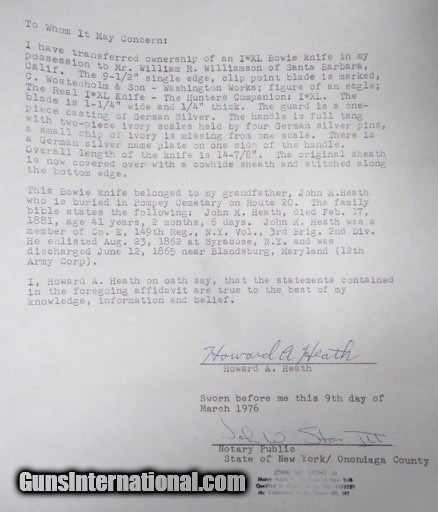 To Whom It May Concern:
I have transferred ownership of an I*XL Bowie knife in my
possession to Mr. William R. Williamson of Santa Barbara,
Calif. The 9-1/2" single edge, clip point blade is marked,
C. Wostenholm & Son - Washington Works; figure of an eagle;
The Real I*XL Knife - The Hunters Companion: I*XL. The
blade is 1-1/4" wide and 1/4" thick. The guard is a one-
piece casting of German Silver. The handle is full tang
with two-piece ivory scales held by four German silver pins,
a small chip of ivory is missing from one scale. There is
a German silver name plate on one side of the handle.
Overall length of the knife is 14-7/8". The original sheath
is now covered over with a cowhide sheath and stitched along
the bottom edge.
This Bowie knife belonged to my grandfather, John M.Heath
who is buried in Pompey Cemetary on Route 20. The family
bible states the following: John M. Heath, died Feb. 17,
1881, age 41 years, 2 months, 6 days. John M. Heath was a
member of Co. E, 149th Reg., N.Y. Vol., 3rd Brig. 2nd Div.
He enlisted Aug. 23, 1862 at Syracuse, N.Y. and was
discharged June 12, 1865 near Blandsburg, Maryland (12th
Army Corp).
I, Howard A. Heath on oath say, that the statements contained
in the foregoing affidavit are true to the best of my
knowledge, information and belief.
Howard A Heath
Howard A. Heath
Sworn before me this 9th day of
March 1976
John W III
Notary Public
State of New York/ Onondaga County
JOHN W.
GunsInternational.com